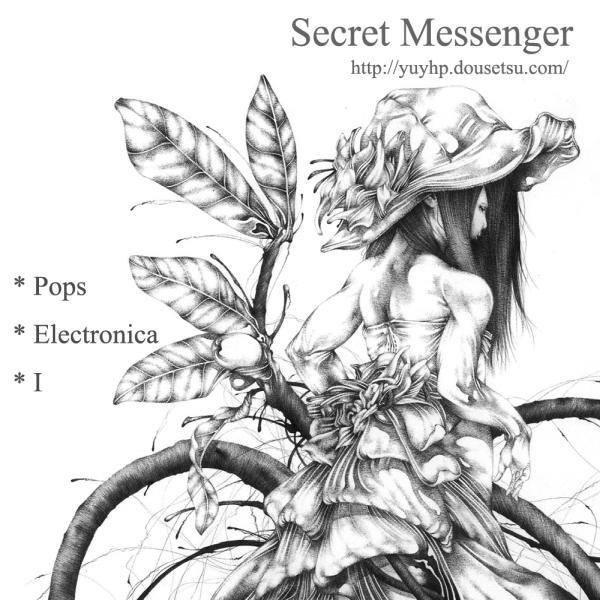 Secret Messenger
http://yuyhp.dousetsu.com/
* Pops
* Electronica
* I